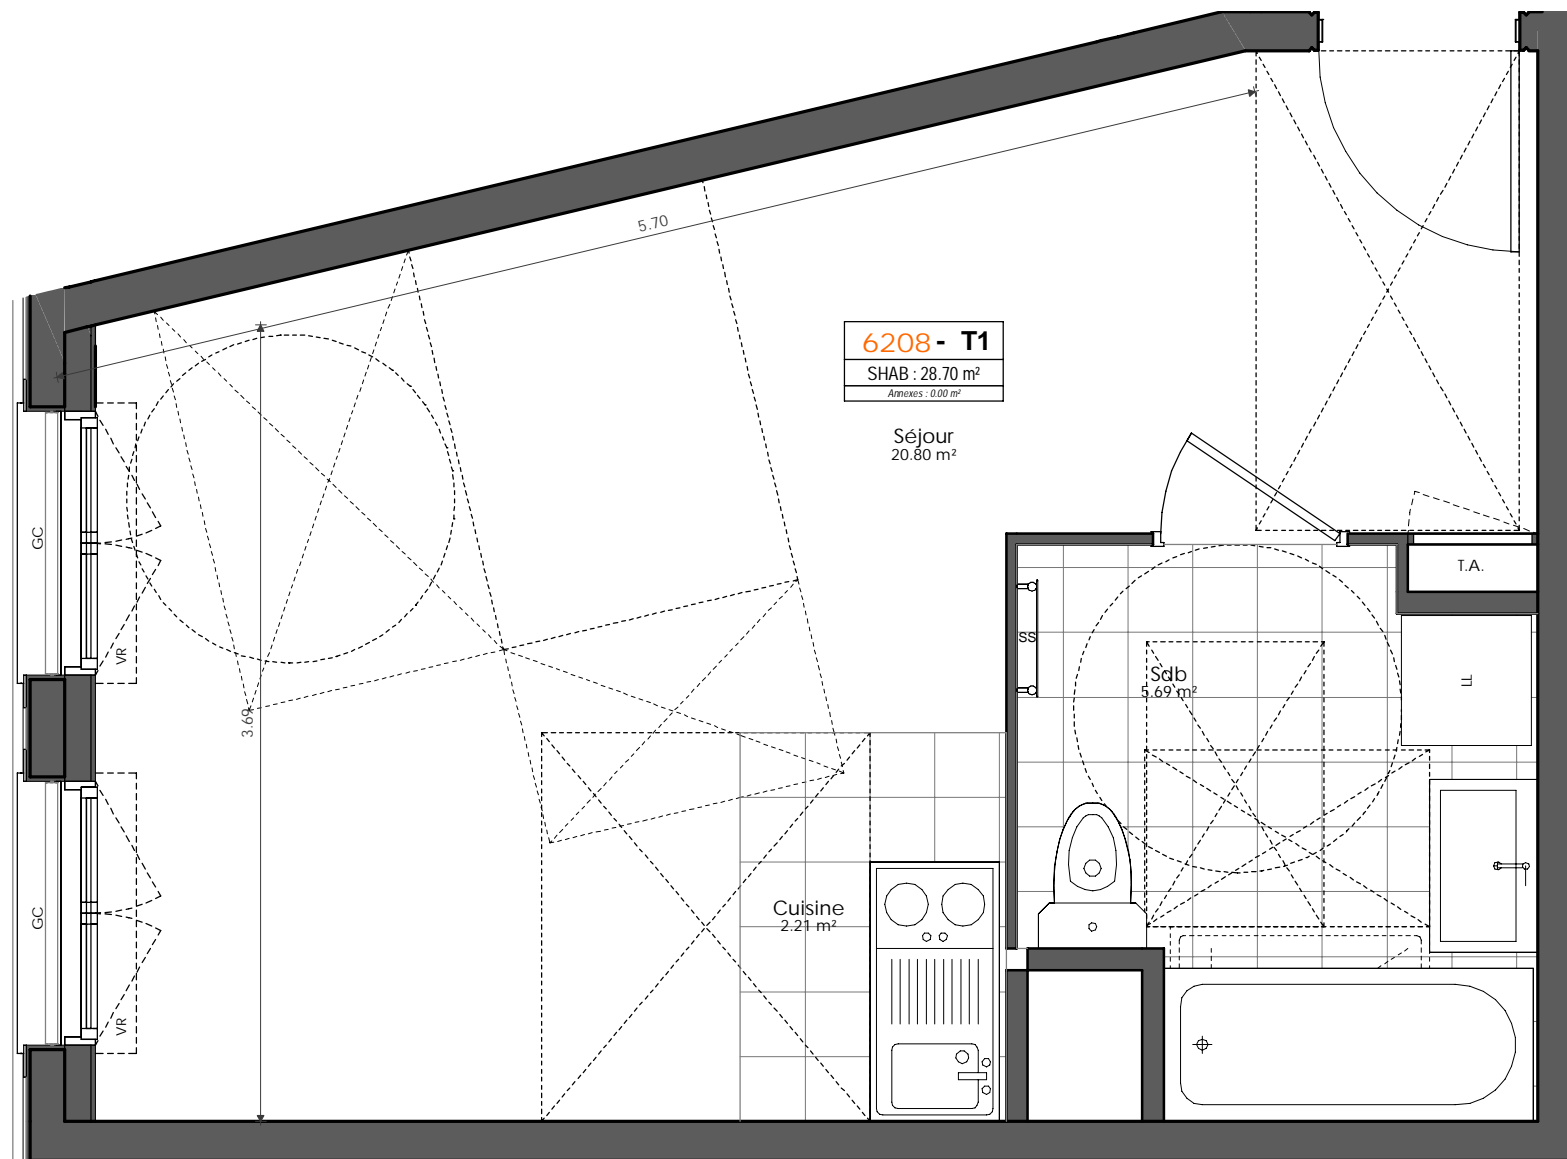 5.70
6208 - T1
SHAB : 28.70 m²
Annexes : 0.00 m²
Séjour
20.80 m²
GC
VR
T.A.
SS
Sdb
5.69 m²
LL
3.69
Cuisine
2.21 m²
GC
VR